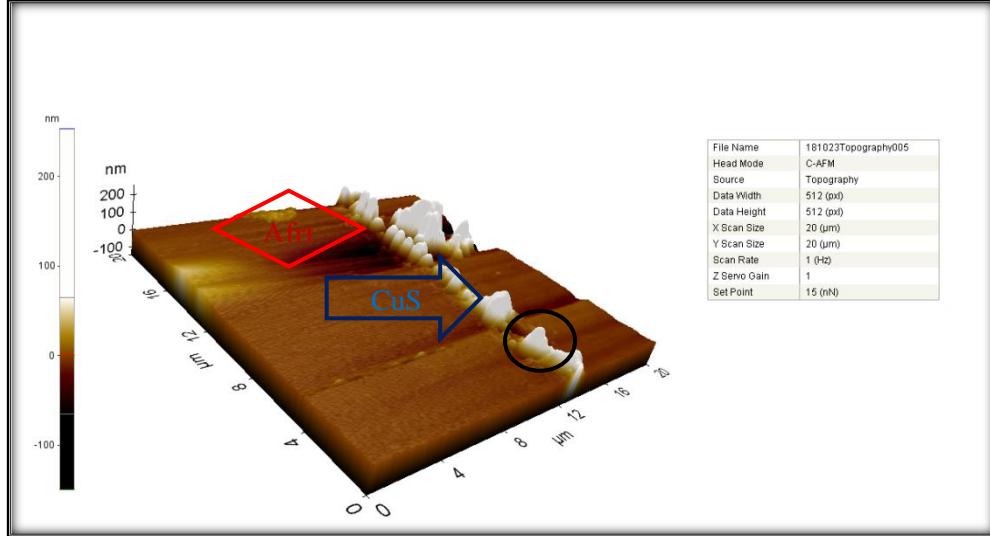 nm
200
100
0
-100
nm
200
100
0
-100
20
16
12
8
4
0
μm
0
4
8
12
16
20
μm
Afri
CuS
File Name 181023Topography005
Head Mode C-AFM
Source Topography
Data Width 512 (pxl)
Data Height 512 (pxl)
X Scan Size 20 (μm)
Y Scan Size 20 (μm)
Scan Rate 1 (Hz)
Z Servo Gain 1
Set Point 15 (nN)